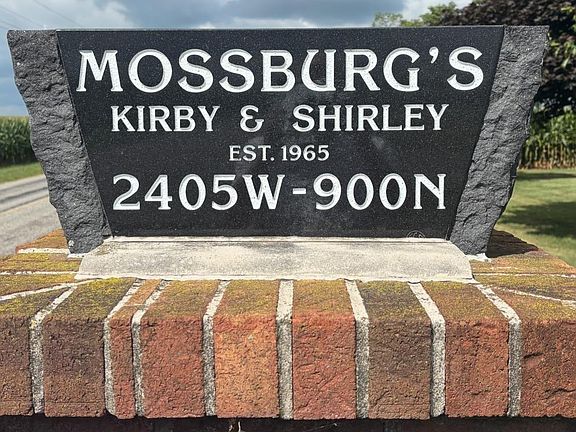 MOSSBURG'S
KIRBY & SHIRLEY
EST. 1965
2405W-900N